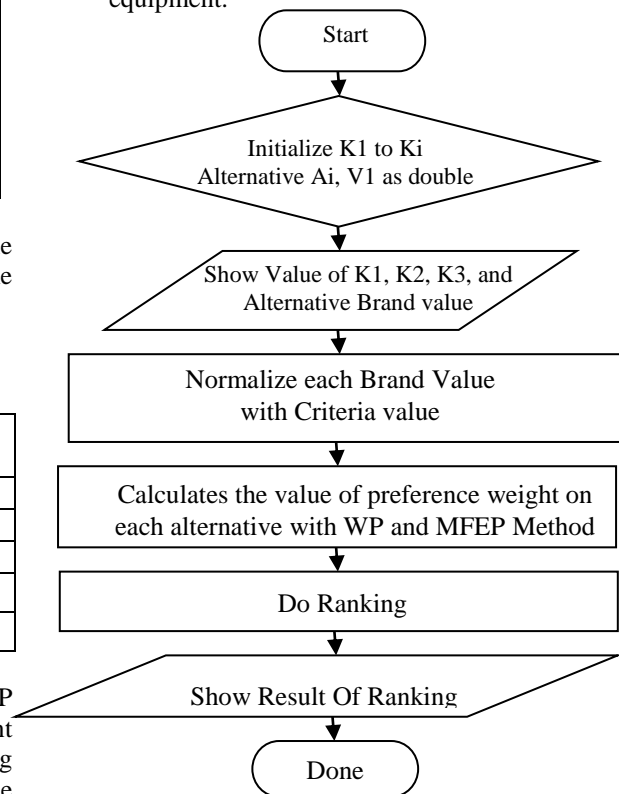 equipment.
Start
Initialize K1 to Ki
Alternative Ai, V1 as double
e
e
Show Value of K1, K2, K3, and
Alternative Brand value
Normalize each Brand Value
with Criteria value
Calculates the value of preference weight on
each alternative with WP and MFEP Method
Do Ranking
P
nt
g
e
Show Result Of Ranking
Done